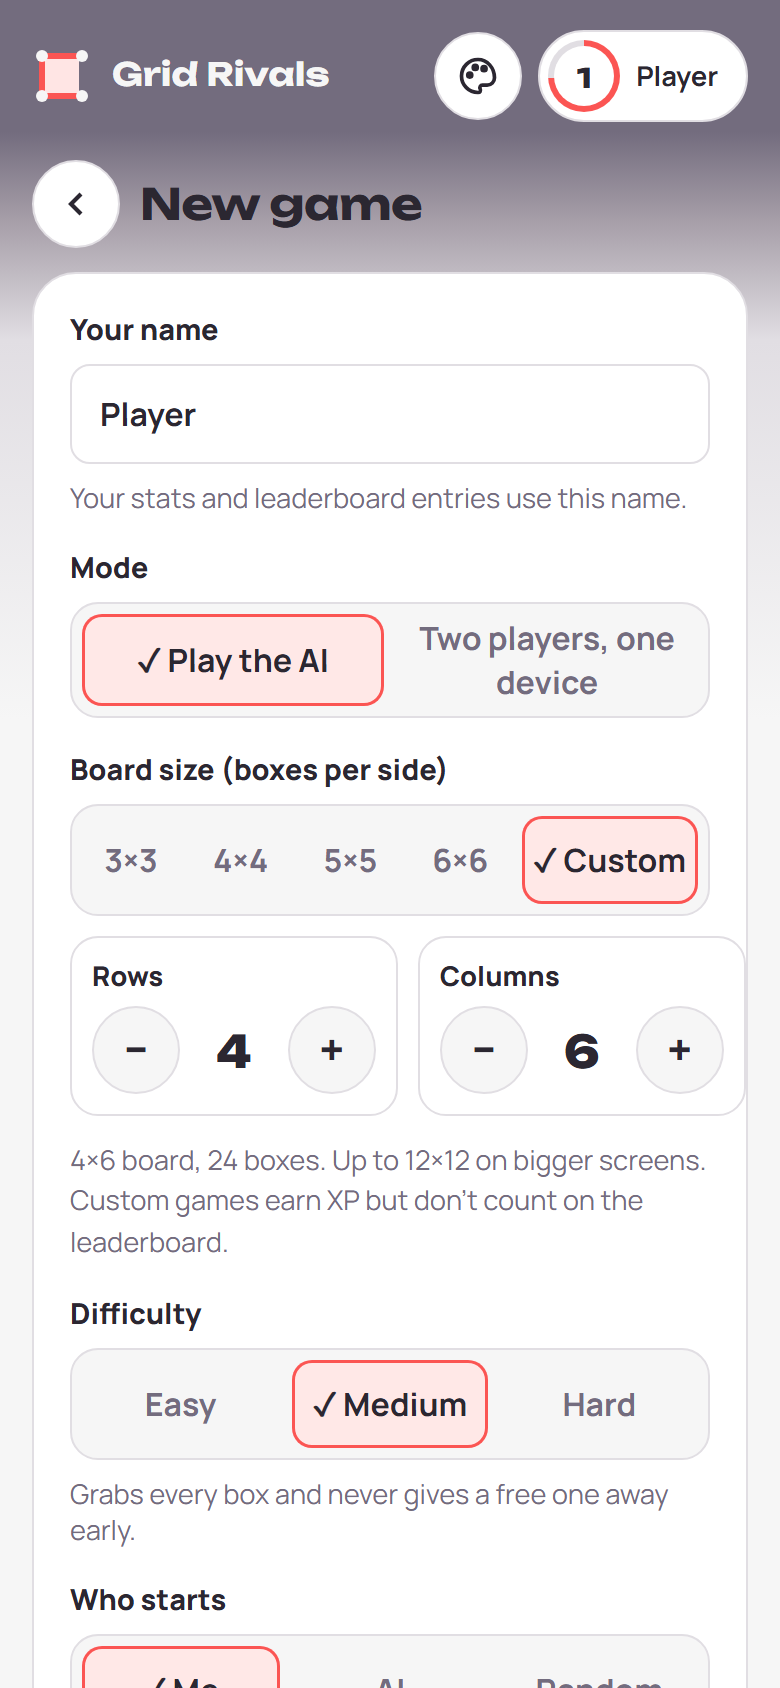 Grid Rivals
1
Player
New game
Your name
Player
Your stats and leaderboard entries use this name.
Mode
✓ Play the AI
Two players, one
device
Board size (boxes per side)
3×3 4×4 5×5 6×6 ✓ Custom
Rows
Columns
− 4 +
− 6 +
4×6 board, 24 boxes. Up to 12×12 on bigger screens.
Custom games earn XP but don’t count on the
leaderboard.
Difficulty
Easy ✓ Medium Hard
Grabs every box and never gives a free one away
early.
Who starts
✓ Me AI Random